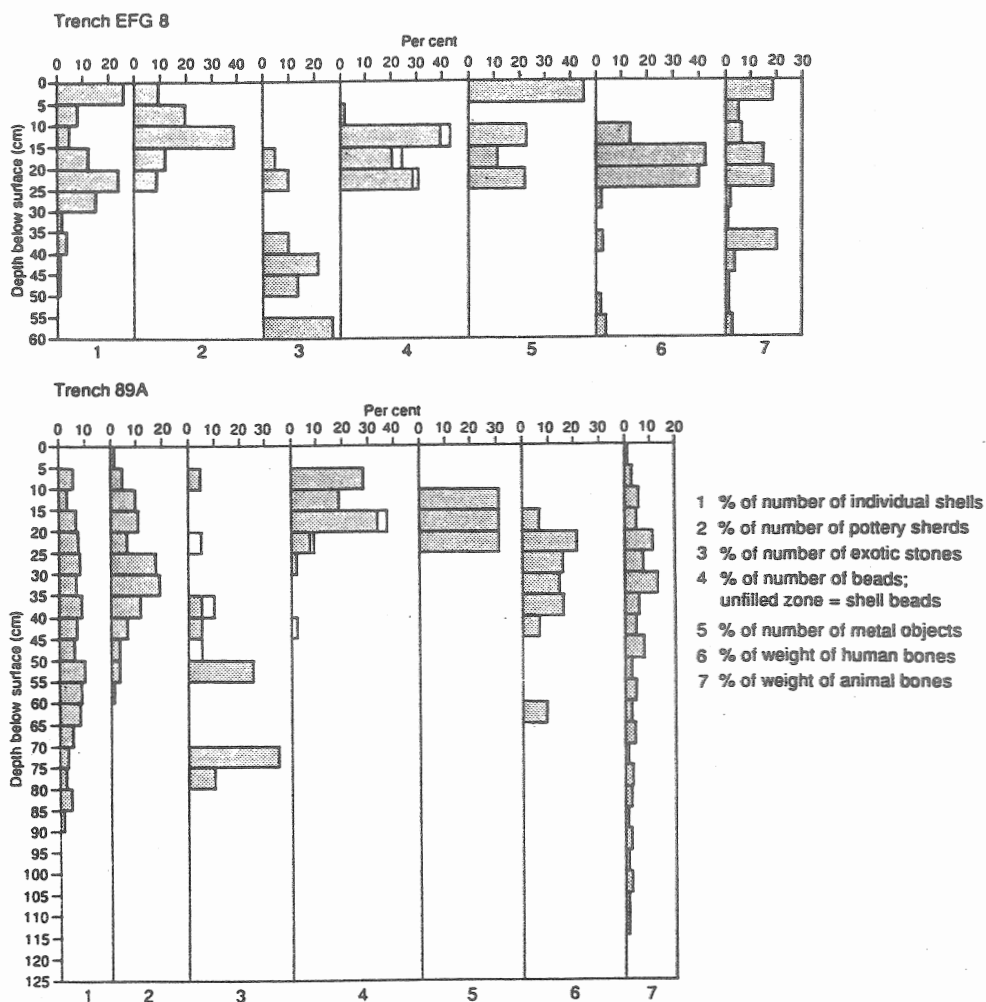 Trench EFG 8
Per cent
0 10 20 0 10 20 30 40 0 10 20 30 0 10 20 30 40 0 10 20 30 40 0 10 20 30 40 0 10 20 30
Depth below surface (cm)
0
5
10
15
20
25
30
35
40
45
50
55
60
1 2 3 4 5 6 7
Trench 89A
Per cent
0 10 0 10 20 0 10 20 30 0 10 20 30 40 0 10 20 30 0 10 20 30 0 10 20
Depth below surface (cm)
0
5
10
15
20
25
30
35
40
45
50
55
60
65
70
75
80
85
90
95
100
105
110
115
125
1 2 3 4 5 6 7
1 % of number of individual shells
2 % of number of pottery sherds
3 % of number of exotic stones
4 % of number of beads;
unfilled zone = shell beads
5 % of number of metal objects
6 % of weight of human bones
7 % of weight of animal bones